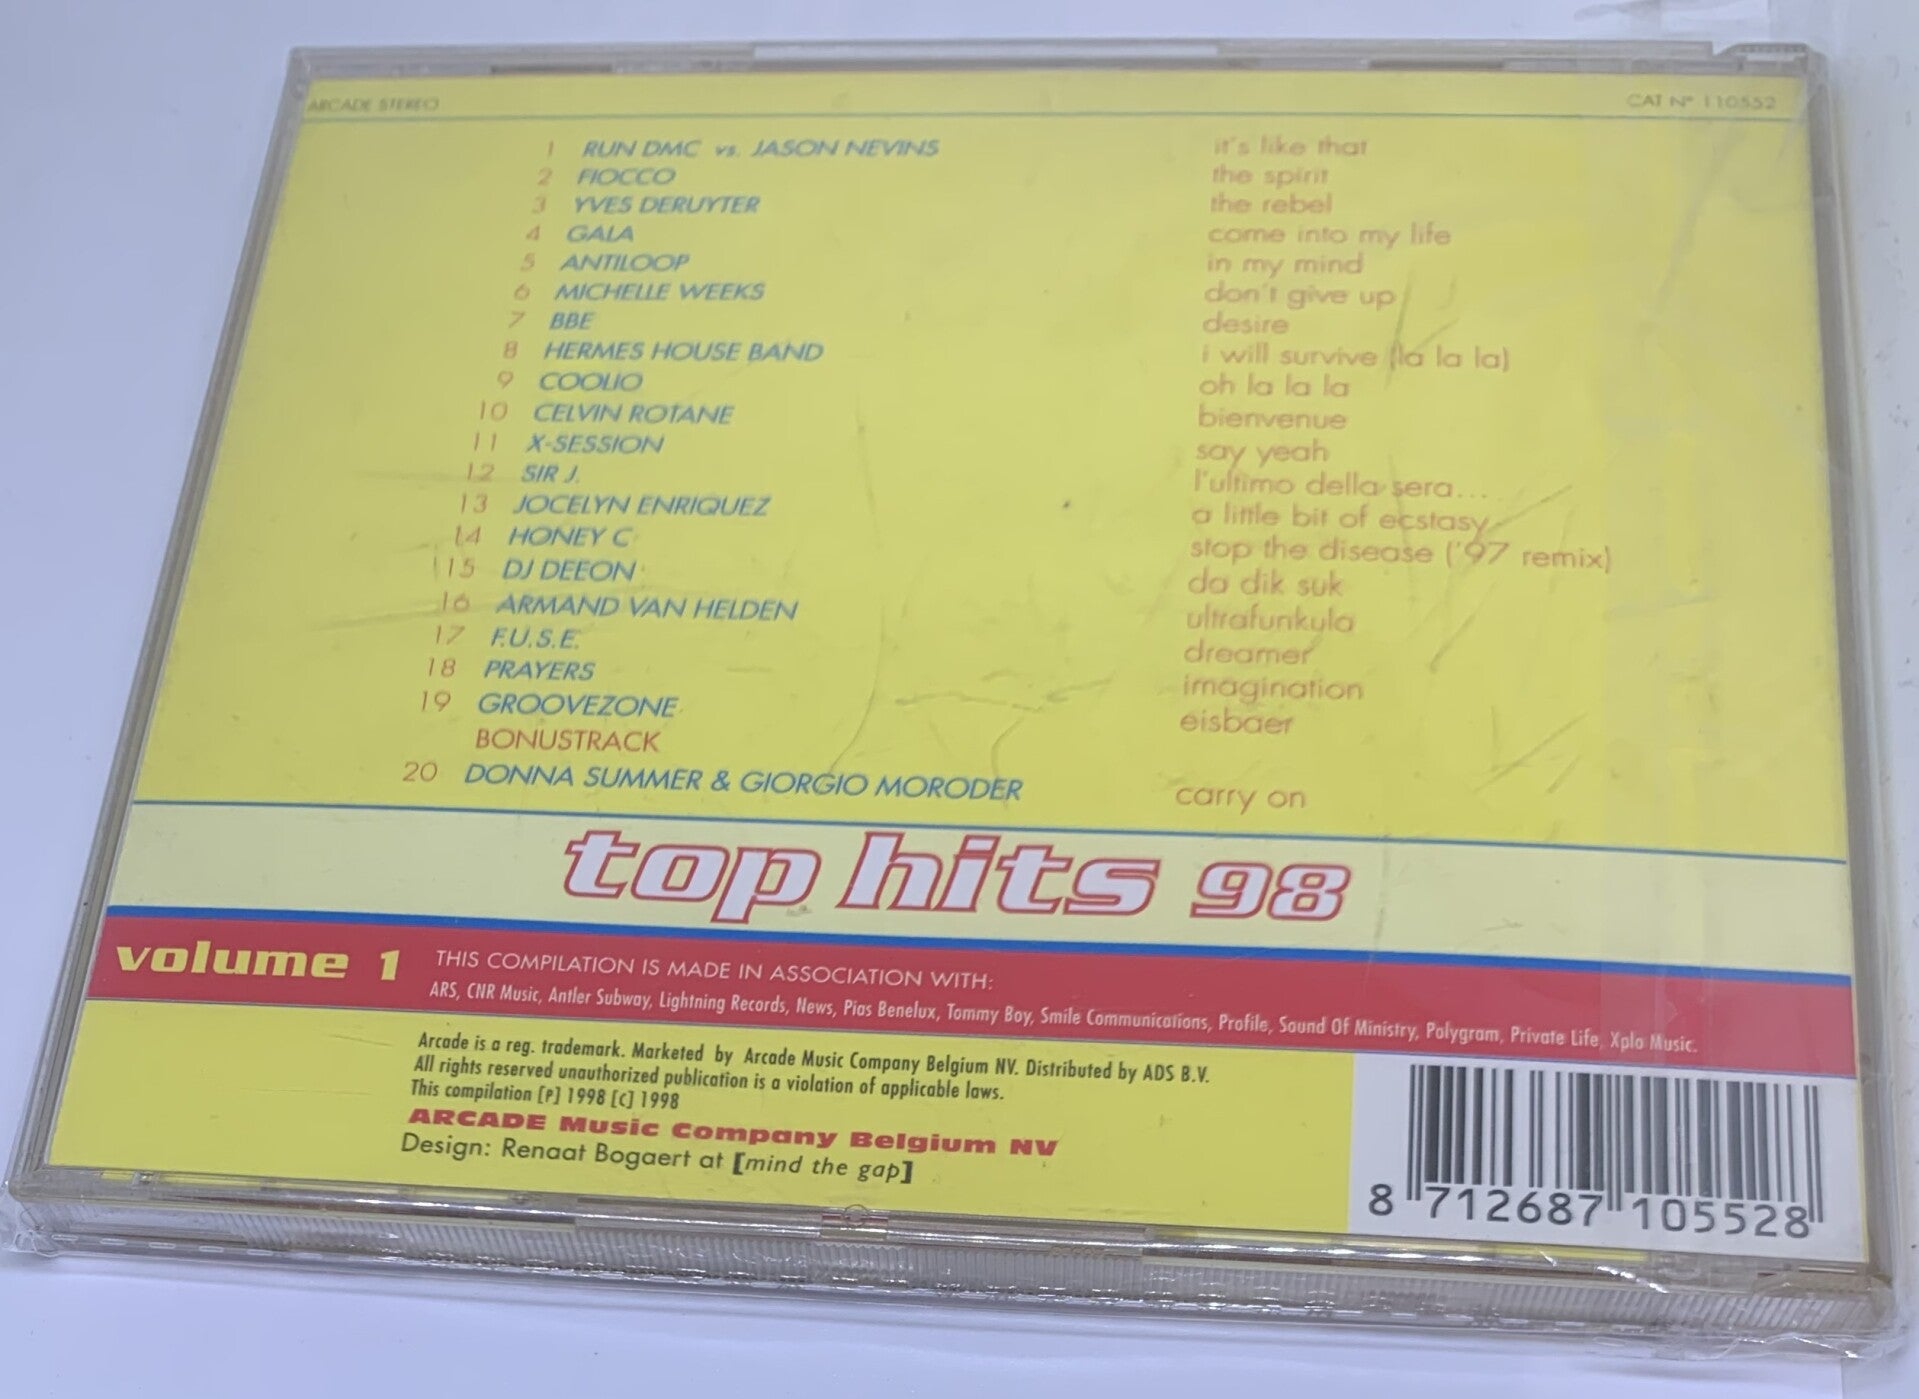 ARCADE STEREO CAT Nº 110552
1 RUN DMC vs. JASON NEVINS it's like that
2 FIOCCO the spirit
3 YVES DERUYTER the rebel
4 GALA come into my life
5 ANTILOOP in my mind
6 MICHELLE WEEKS don't give up
7 BBE desire
8 HERMES HOUSE BAND i will survive (la la la)
9 COOLIO oh la la la
10 CELVIN ROTANE bienvenue
11 X-SESSION say yeah
12 SIR J. l'ultimo della sera...
13 JOCELYN ENRIQUEZ a little bit of ecstasy
14 HONEY C stop the disease ('97 remix)
15 DJ DEEON da dik suk
16 ARMAND VAN HELDEN ultrafunkula
17 F.U.S.E. dreamer
18 PRAYERS imagination
19 GROOVEZONE eisbaer
BONUSTRACK
20 DONNA SUMMER & GIORGIO MORODER carry on
top hits 98
volume 1 THIS COMPILATION IS MADE IN ASSOCIATION WITH:
ARS, CNR Music, Antler Subway, Lightning Records, News, Pias Benelux, Tommy Boy, Smile Communications, Profile, Sound Of Ministry, Polygram, Private Life, Xplo Music.
Arcade is a reg. trademark. Marketed by Arcade Music Company Belgium NV. Distributed by ADS B.V.
All rights reserved unauthorized publication is a violation of applicable laws.
This compilation [P] 1998 [C] 1998
ARCADE Music Company Belgium NV
Design: Renaat Bogaert at [mind the gap]
8 712687 105528